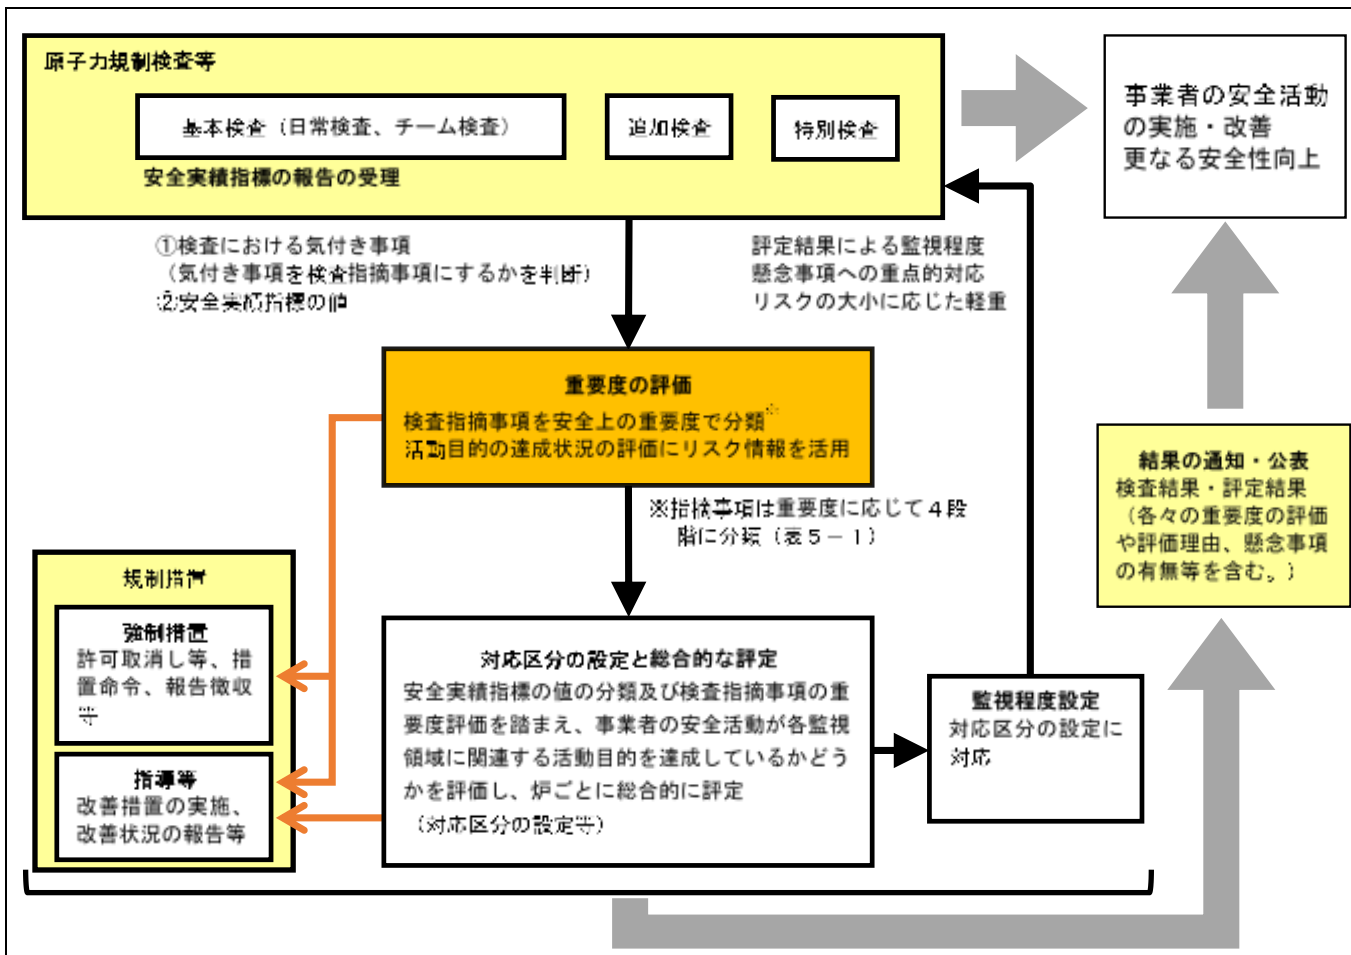 原子力規制検査等
基本検査（日常検査、チーム検査）
追加検査
特別検査
安全実績指標の報告の受理
事業者の安全活動
の実施・改善
更なる安全性向上
①検査における気付き事項
（気付き事項を検査指摘事項にするかを判断）
②安全実績指標の値
評定結果による監視程度
懸念事項への重点的対応
リスクの大小に応じた軽重
重要度の評価
検査指摘事項を安全上の重要度で分類※
活動目的の達成状況の評価にリスク情報を活用
※指摘事項は重要度に応じて４段
階に分類（表５－１）
結果の通知・公表
検査結果・評定結果
（各々の重要度の評価
や評価理由、懸念事項
の有無等を含む。）
規制措置
強制措置
許可取消し等、措
置命令、報告徴収
等
指導等
改善措置の実施、
改善状況の報告等
対応区分の設定と総合的な評定
安全実績指標の値の分類及び検査指摘事項の重
要度評価を踏まえ、事業者の安全活動が各監視
領域に関連する活動目的を達成しているかどう
かを評価し、炉ごとに総合的に評定
（対応区分の設定等）
監視程度設定
対応区分の設定に
対応